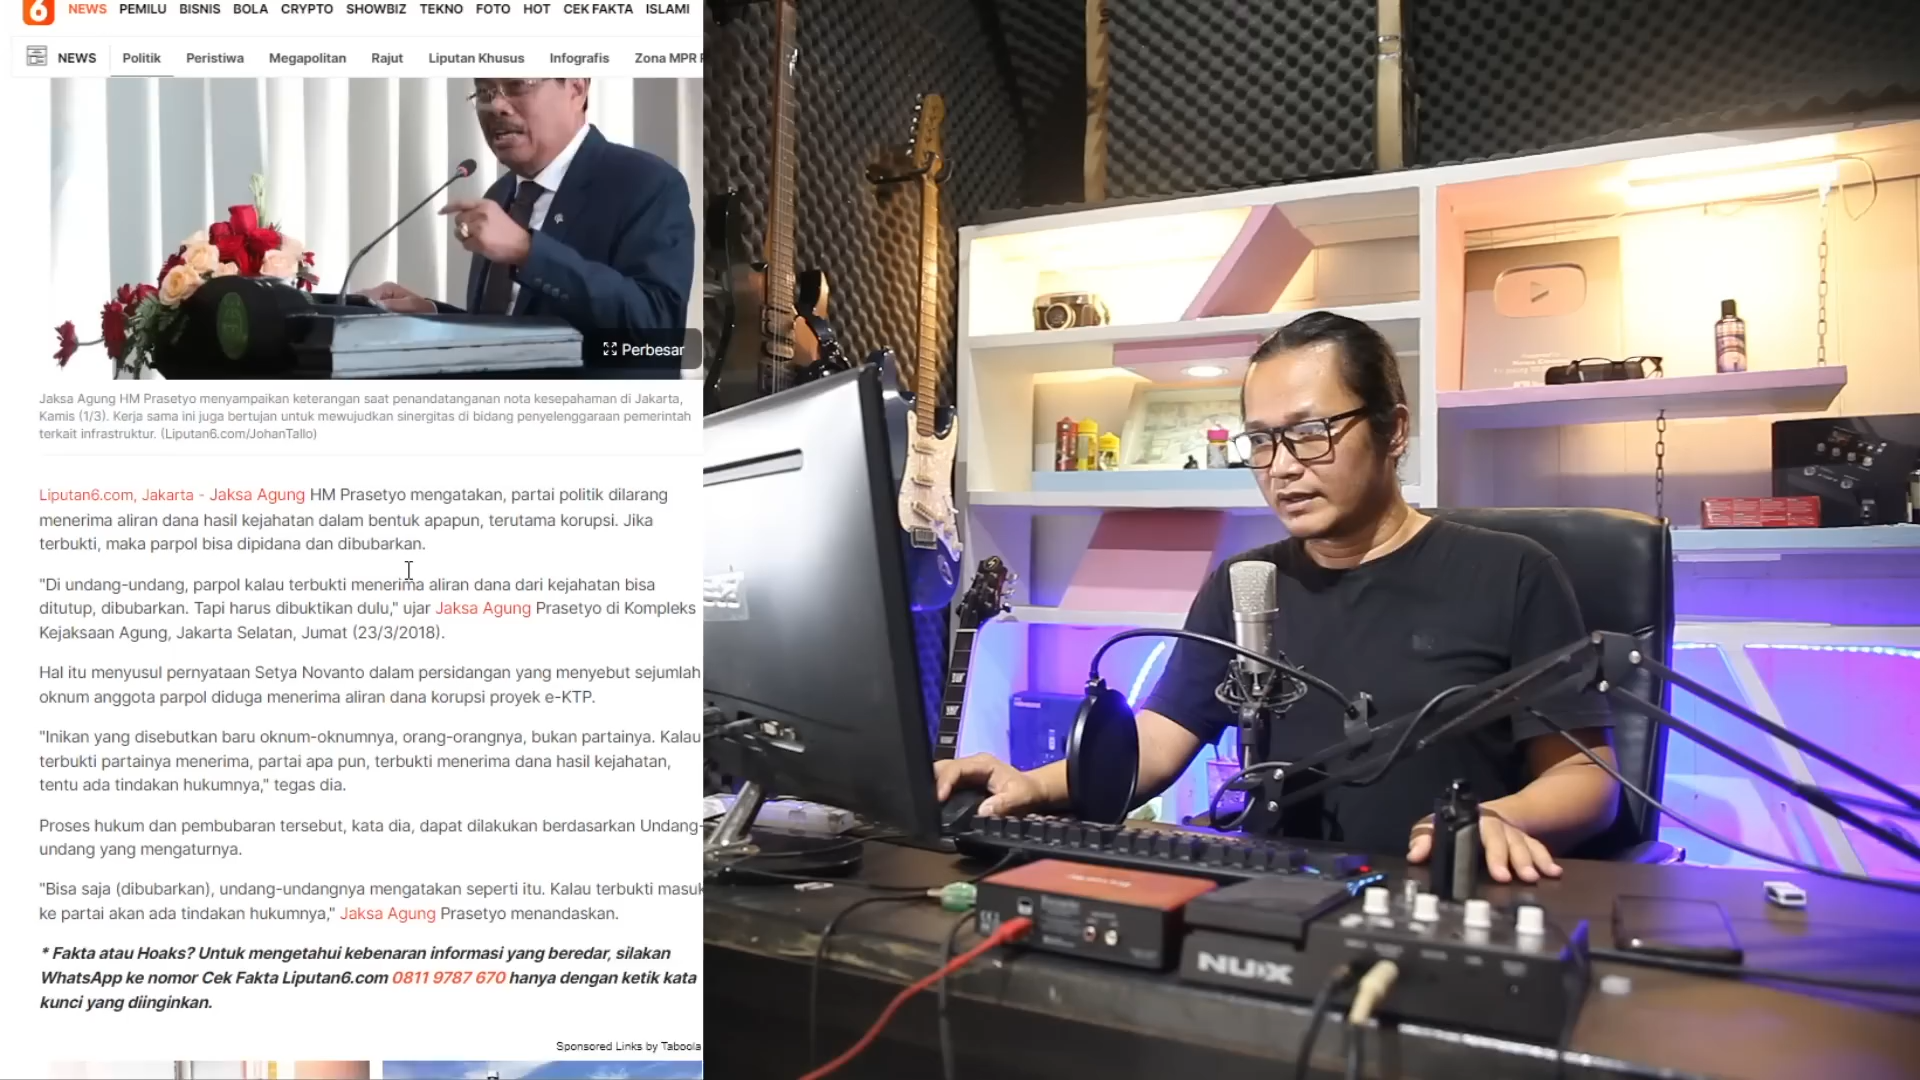 NEWS PEMILU BISNIS BOLA CRYPTO SHOWBIZ TEKNO FOTO HOT CEK FAKTA ISLAMI
NEWS Politik Peristiwa Megapolitan Rajut Liputan Khusus Infografis Zona MPR
Perbesar
Jaksa Agung HM Prasetyo menyampaikan keterangan saat penandatanganan nota kesepahaman di Jakarta,
Kamis (1/3). Kerja sama ini juga bertujan untuk mewujudkan sinergitas di bidang penyelenggaraan pemerintah
terkait infrastruktur. (Liputan6.com/JohanTallo)
Liputan6.com, Jakarta - Jaksa Agung HM Prasetyo mengatakan, partai politik dilarang
menerima aliran dana hasil kejahatan dalam bentuk apapun, terutama korupsi. Jika
terbukti, maka parpol bisa dipidana dan dibubarkan.
"Di undang-undang, parpol kalau terbukti menerima aliran dana dari kejahatan bisa
ditutup, dibubarkan. Tapi harus dibuktikan dulu," ujar Jaksa Agung Prasetyo di Kompleks
Kejaksaan Agung, Jakarta Selatan, Jumat (23/3/2018).
Hal itu menyusul pernyataan Setya Novanto dalam persidangan yang menyebut sejumlah
oknum anggota parpol diduga menerima aliran dana korupsi proyek e-KTP.
"Inikan yang disebutkan baru oknum-oknumnya, orang-orangnya, bukan partainya. Kalau
terbukti partainya menerima, partai apa pun, terbukti menerima dana hasil kejahatan,
tentu ada tindakan hukumnya," tegas dia.
Proses hukum dan pembubaran tersebut, kata dia, dapat dilakukan berdasarkan Undang-
undang yang mengaturnya.
"Bisa saja (dibubarkan), undang-undangnya mengatakan seperti itu. Kalau terbukti masuk
ke partai akan ada tindakan hukumnya," Jaksa Agung Prasetyo menandaskan.
* Fakta atau Hoaks? Untuk mengetahui kebenaran informasi yang beredar, silakan
WhatsApp ke nomor Cek Fakta Liputan6.com 0811 9787 670 hanya dengan ketik kata
kunci yang diinginkan.
Sponsored Links by Taboola
NUX